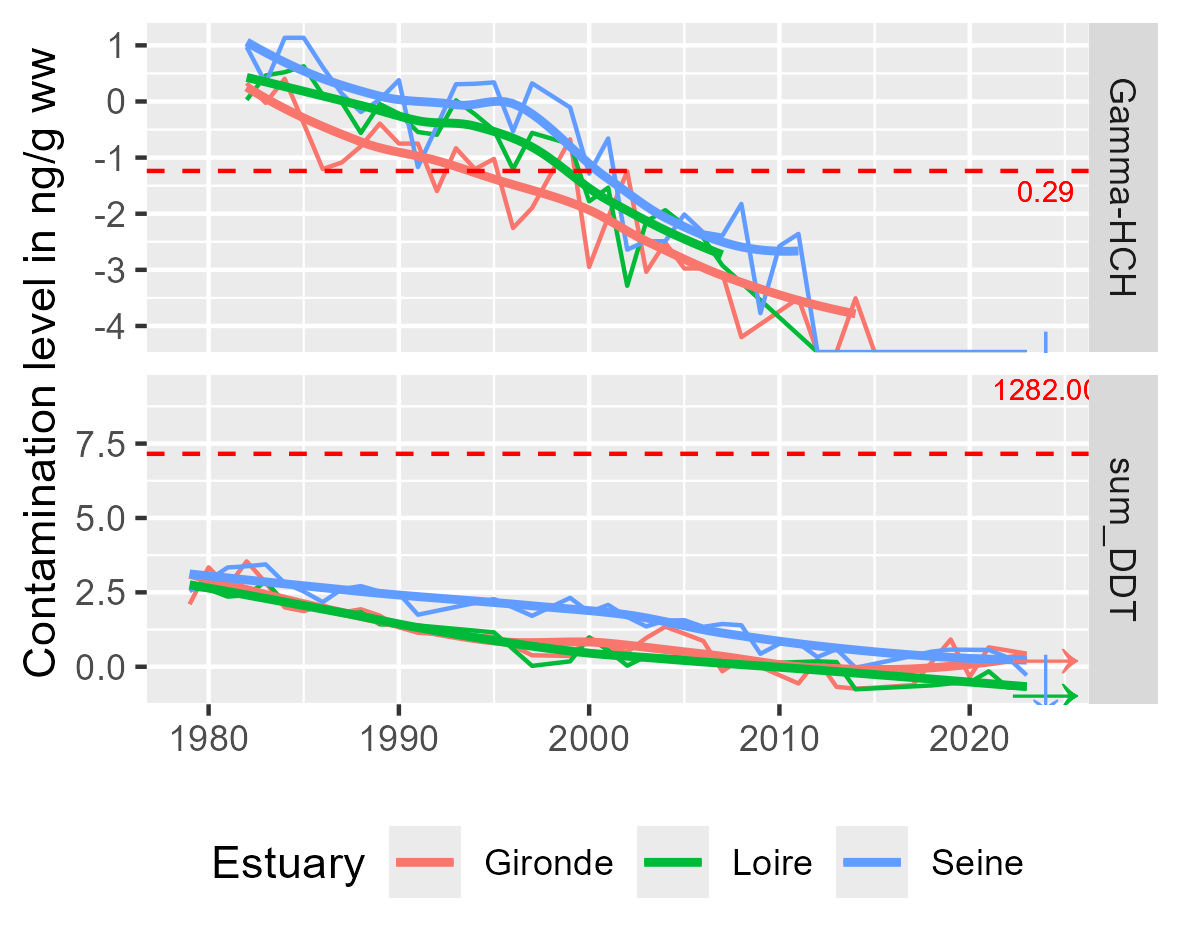 Contamination level in ng/g ww
1
0
-1
-2
-3
-4
0.29
Gamma-HCH
1282.00
7.5
5.0
2.5
0.0
sum_DDT
1980 1990 2000 2010 2020
Estuary Gironde Loire Seine